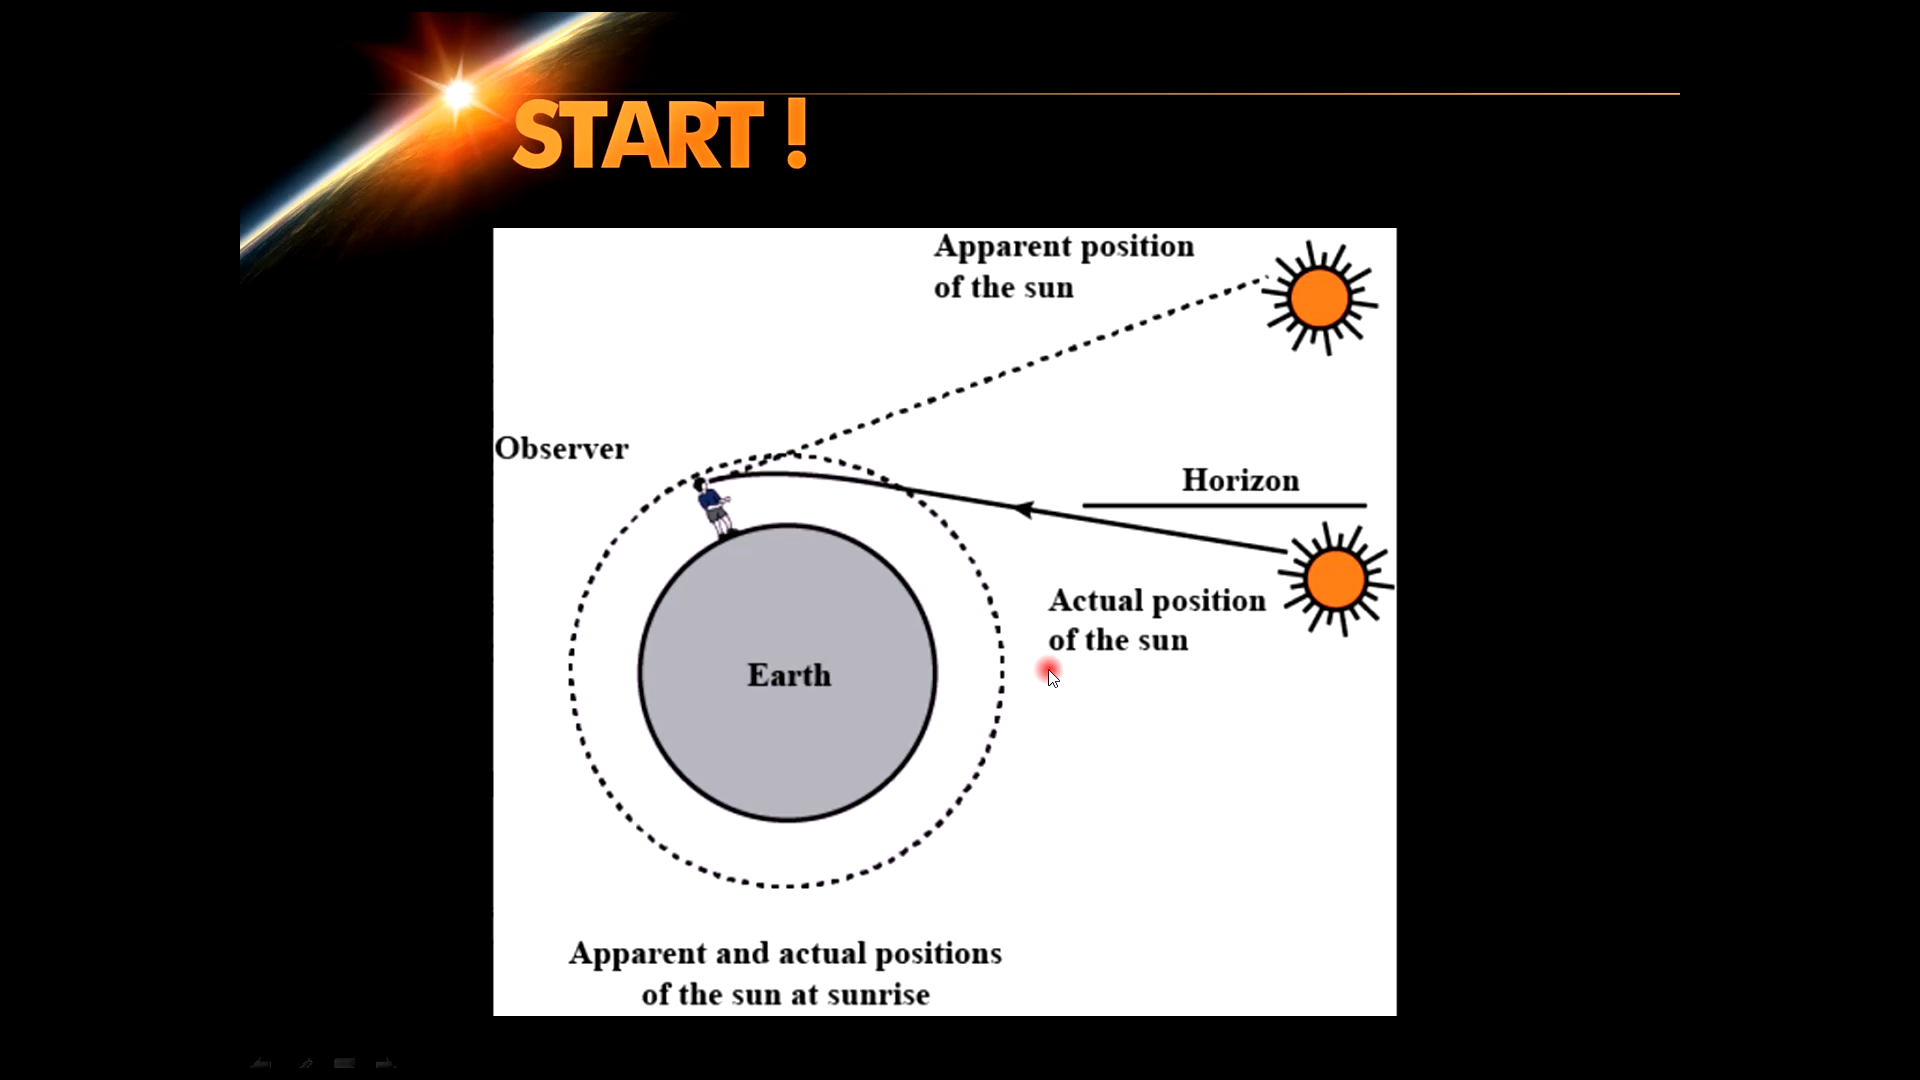 START !
Apparent position
of the sun
Observer
Horizon
Actual position
of the sun
Earth
Apparent and actual positions
of the sun at sunrise